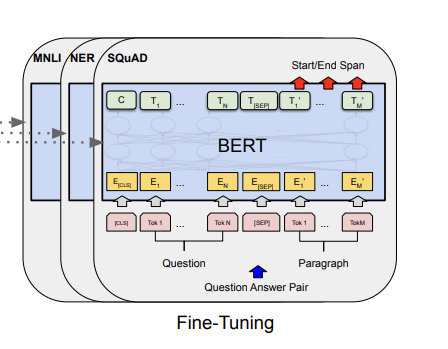 MNLI NER SQuAD
Start/End Span
C T1 ... TN T[SEP] T1' ... TM'
BERT
E[CLS] E1 ... EN E[SEP] E1' ... EM'
[CLS] Tok 1 ... Tok N [SEP] Tok 1 ... TokM
Question Paragraph
Question Answer Pair
Fine-Tuning